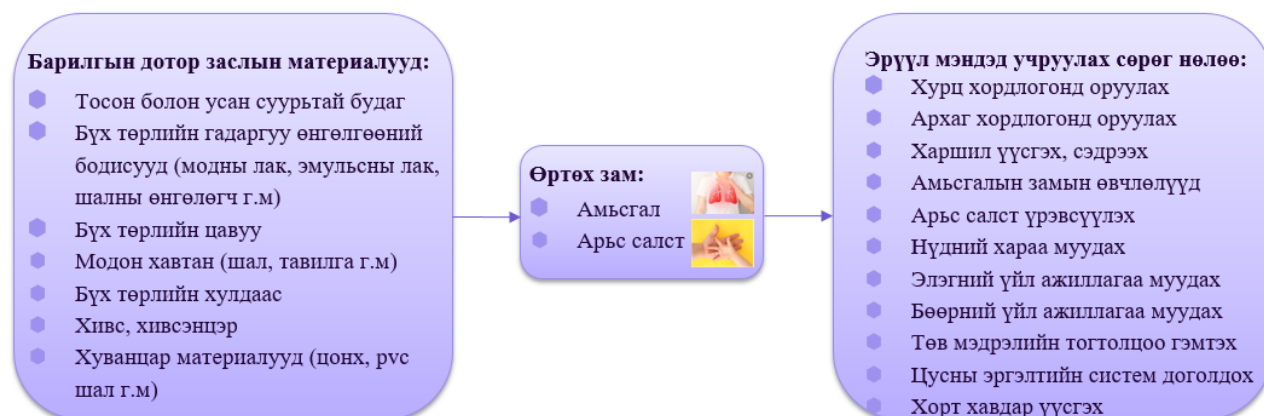 Барилгын дотор заслын материалууд:
Тосон болон усан суурьтай будаг
Бүх төрлийн гадаргуу өнгөлгөөний
бодисууд (модны лак, эмульсны лак,
шалны өнгөлөгч г.м)
Бүх төрлийн цавуу
Модон хавтан (шал, тавилга г.м)
Бүх төрлийн хулдаас
Хивс, хивсэнцэр
Хуванцар материалууд (цонх, pvc
шал г.м)
Өртөх зам:
Амьсгал
Арьс салст
Эрүүл мэндэд учруулах сөрөг нөлөө:
Хурц хордлогонд оруулах
Архаг хордлогонд оруулах
Харшил үүсгэх, сэдрээх
Амьсгалын замын өвчлөлүүд
Арьс салст үрэвсүүлэх
Нүдний хараа муудах
Элэгний үйл ажиллагаа муудах
Бөөрний үйл ажиллагаа муудах
Төв мэдрэлийн тогтолцоо гэмтэх
Цусны эргэлтийн систем доголдох
Хорт хавдар үүсгэх